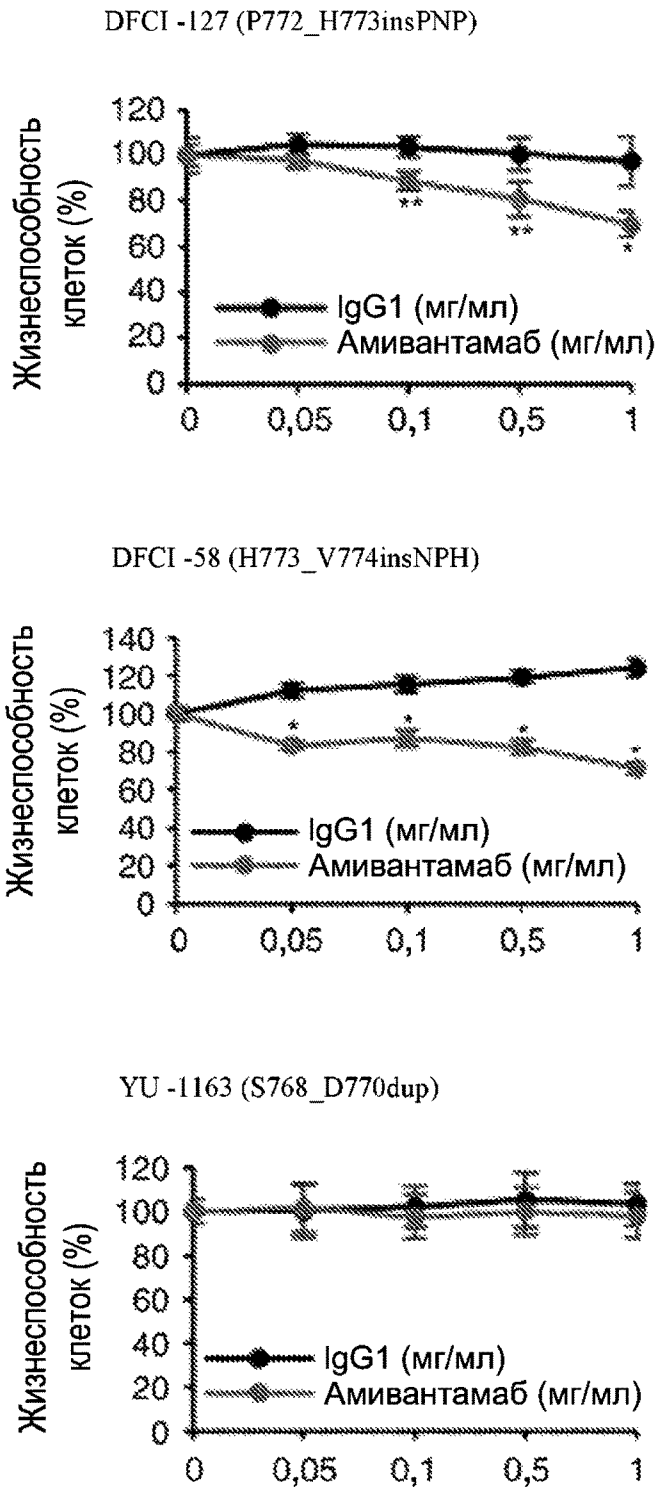 DFCI -127 (P772_H773insPNP)
Жизнеспособность
клеток (%)
120
100
80
60
40
20
0
**
**
*
IgG1 (мг/мл)
Амивантамаб (мг/мл)
0 0,05 0,1 0,5 1
DFCI -58 (H773_V774insNPH)
Жизнеспособность
клеток (%)
140
120
100
80
60
40
20
0
*
*
*
*
IgG1 (мг/мл)
Амивантамаб (мг/мл)
0 0,05 0,1 0,5 1
YU -1163 (S768_D770dup)
Жизнеспособность
клеток (%)
120
100
80
60
40
20
0
IgG1 (мг/мл)
Амивантамаб (мг/мл)
0 0,05 0,1 0,5 1